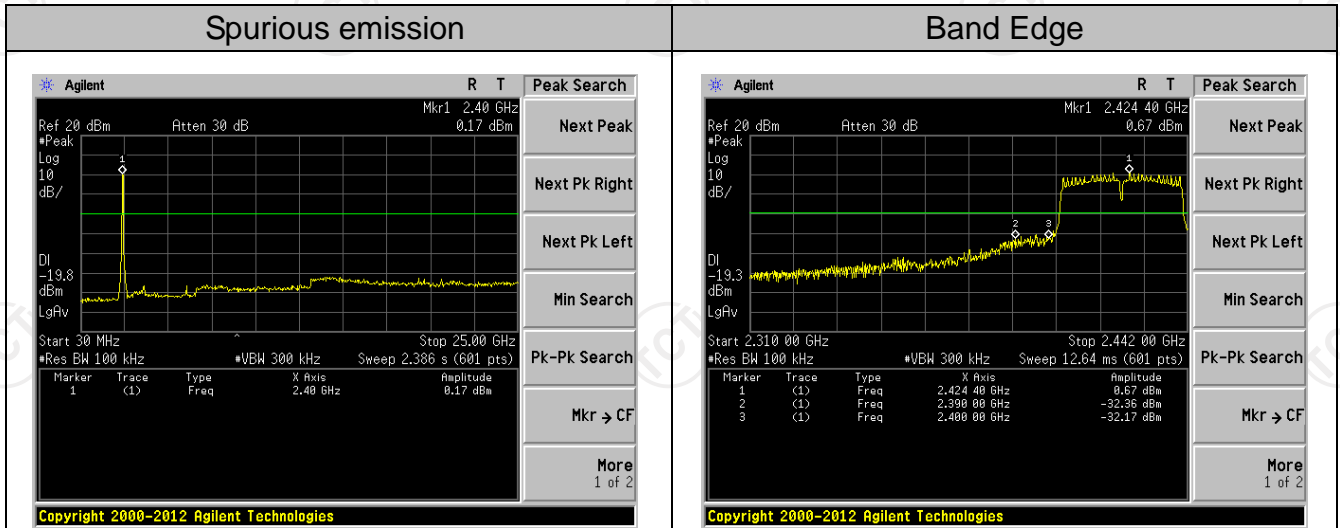 Spurious emission
Band Edge
Agilent R T Peak Search
Mkr1 2.40 GHz
Ref 20 dBm Atten 30 dB 0.17 dBm
#Peak
Log
10
dB/
1
DI
-19.8
dBm
LgAv
Start 30 MHz ^ Stop 25.00 GHz
#Res BW 100 kHz #VBW 300 kHz Sweep 2.386 s (601 pts)
Marker Trace Type X Axis Amplitude
1 (1) Freq 2.40 GHz 0.17 dBm
Next Peak
Next Pk Right
Next Pk Left
Min Search
Pk-Pk Search
Mkr → CF
More
1 of 2
Copyright 2000-2012 Agilent Technologies
Agilent R T Peak Search
Mkr1 2.424 40 GHz
Ref 20 dBm Atten 30 dB 0.67 dBm
#Peak
Log
10
dB/
1
2 3
DI
-19.3
dBm
LgAv
Start 2.310 00 GHz Stop 2.442 00 GHz
#Res BW 100 kHz #VBW 300 kHz Sweep 12.64 ms (601 pts)
Marker Trace Type X Axis Amplitude
1 (1) Freq 2.424 40 GHz 0.67 dBm
2 (1) Freq 2.390 00 GHz -32.36 dBm
3 (1) Freq 2.400 00 GHz -32.17 dBm
Next Peak
Next Pk Right
Next Pk Left
Min Search
Pk-Pk Search
Mkr → CF
More
1 of 2
Copyright 2000-2012 Agilent Technologies